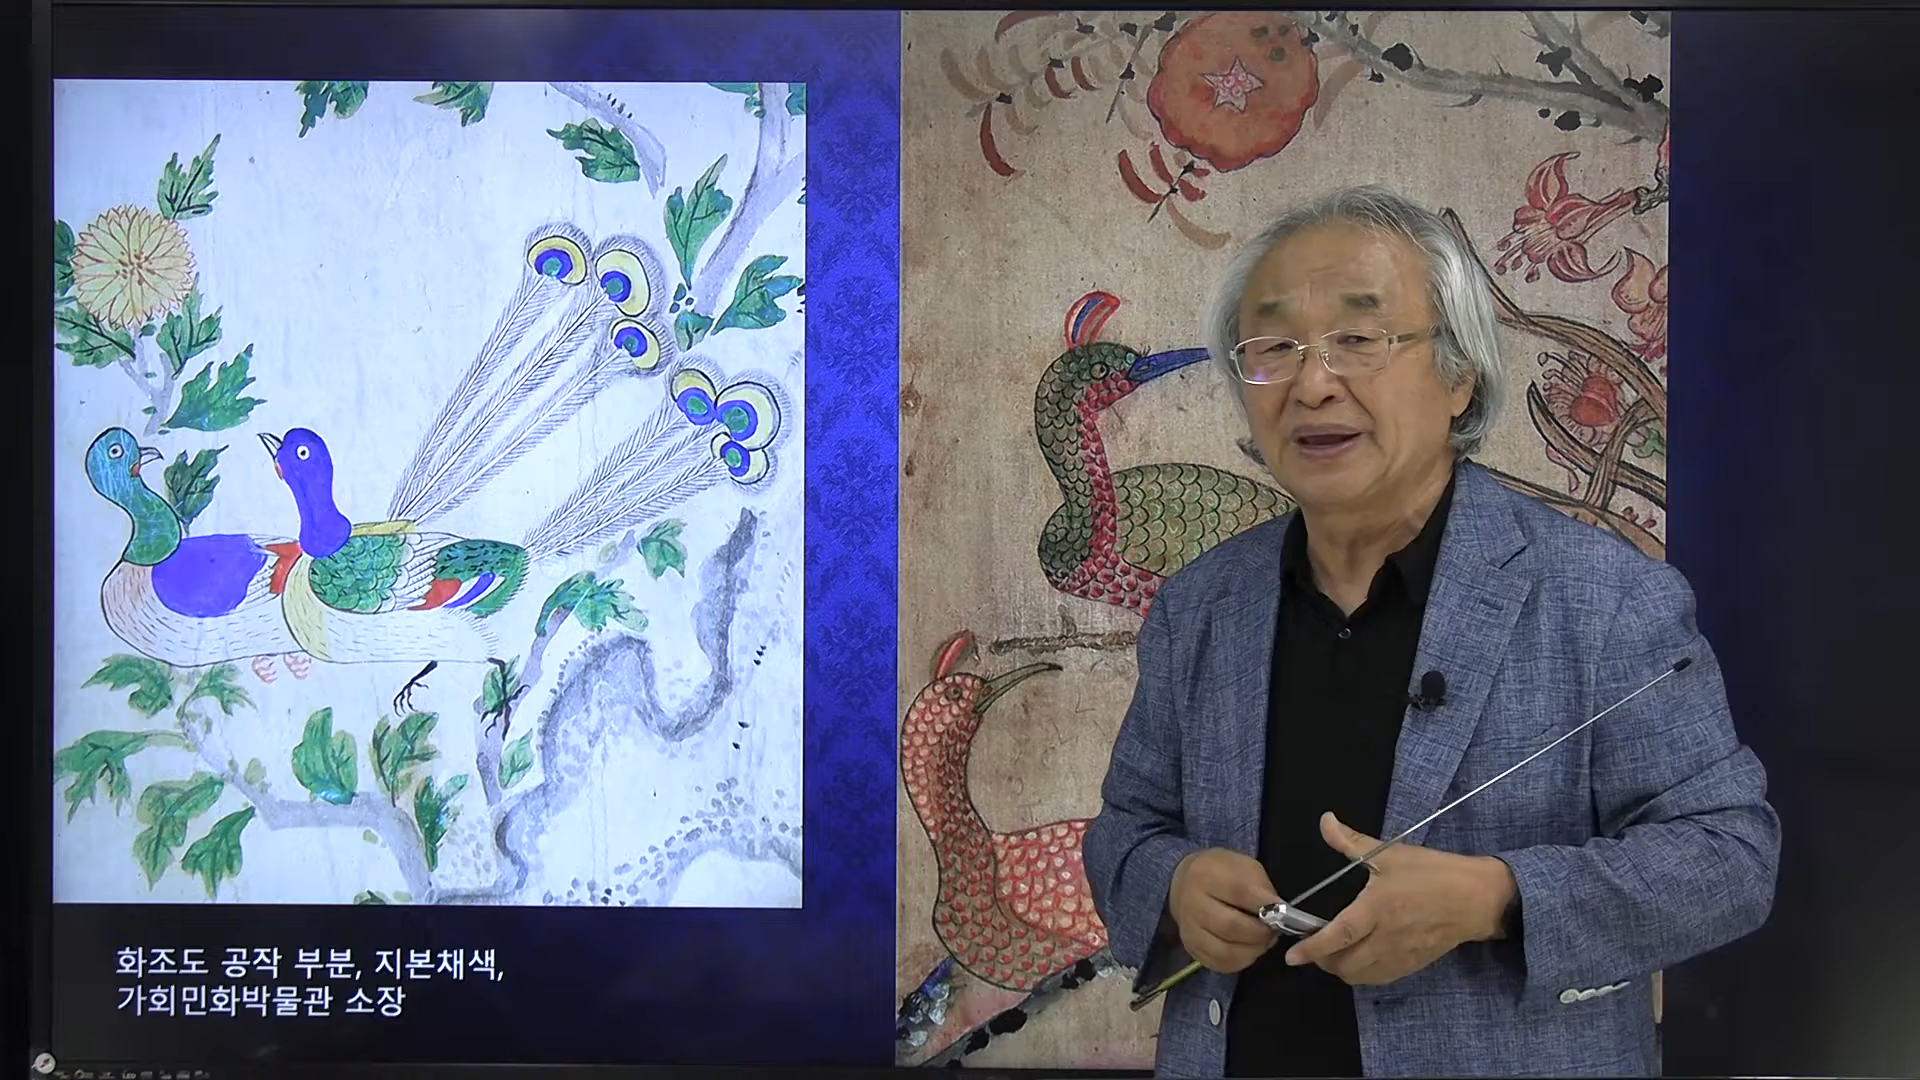 화조도 공작 부분, 지본채색,
가회민화박물관 소장